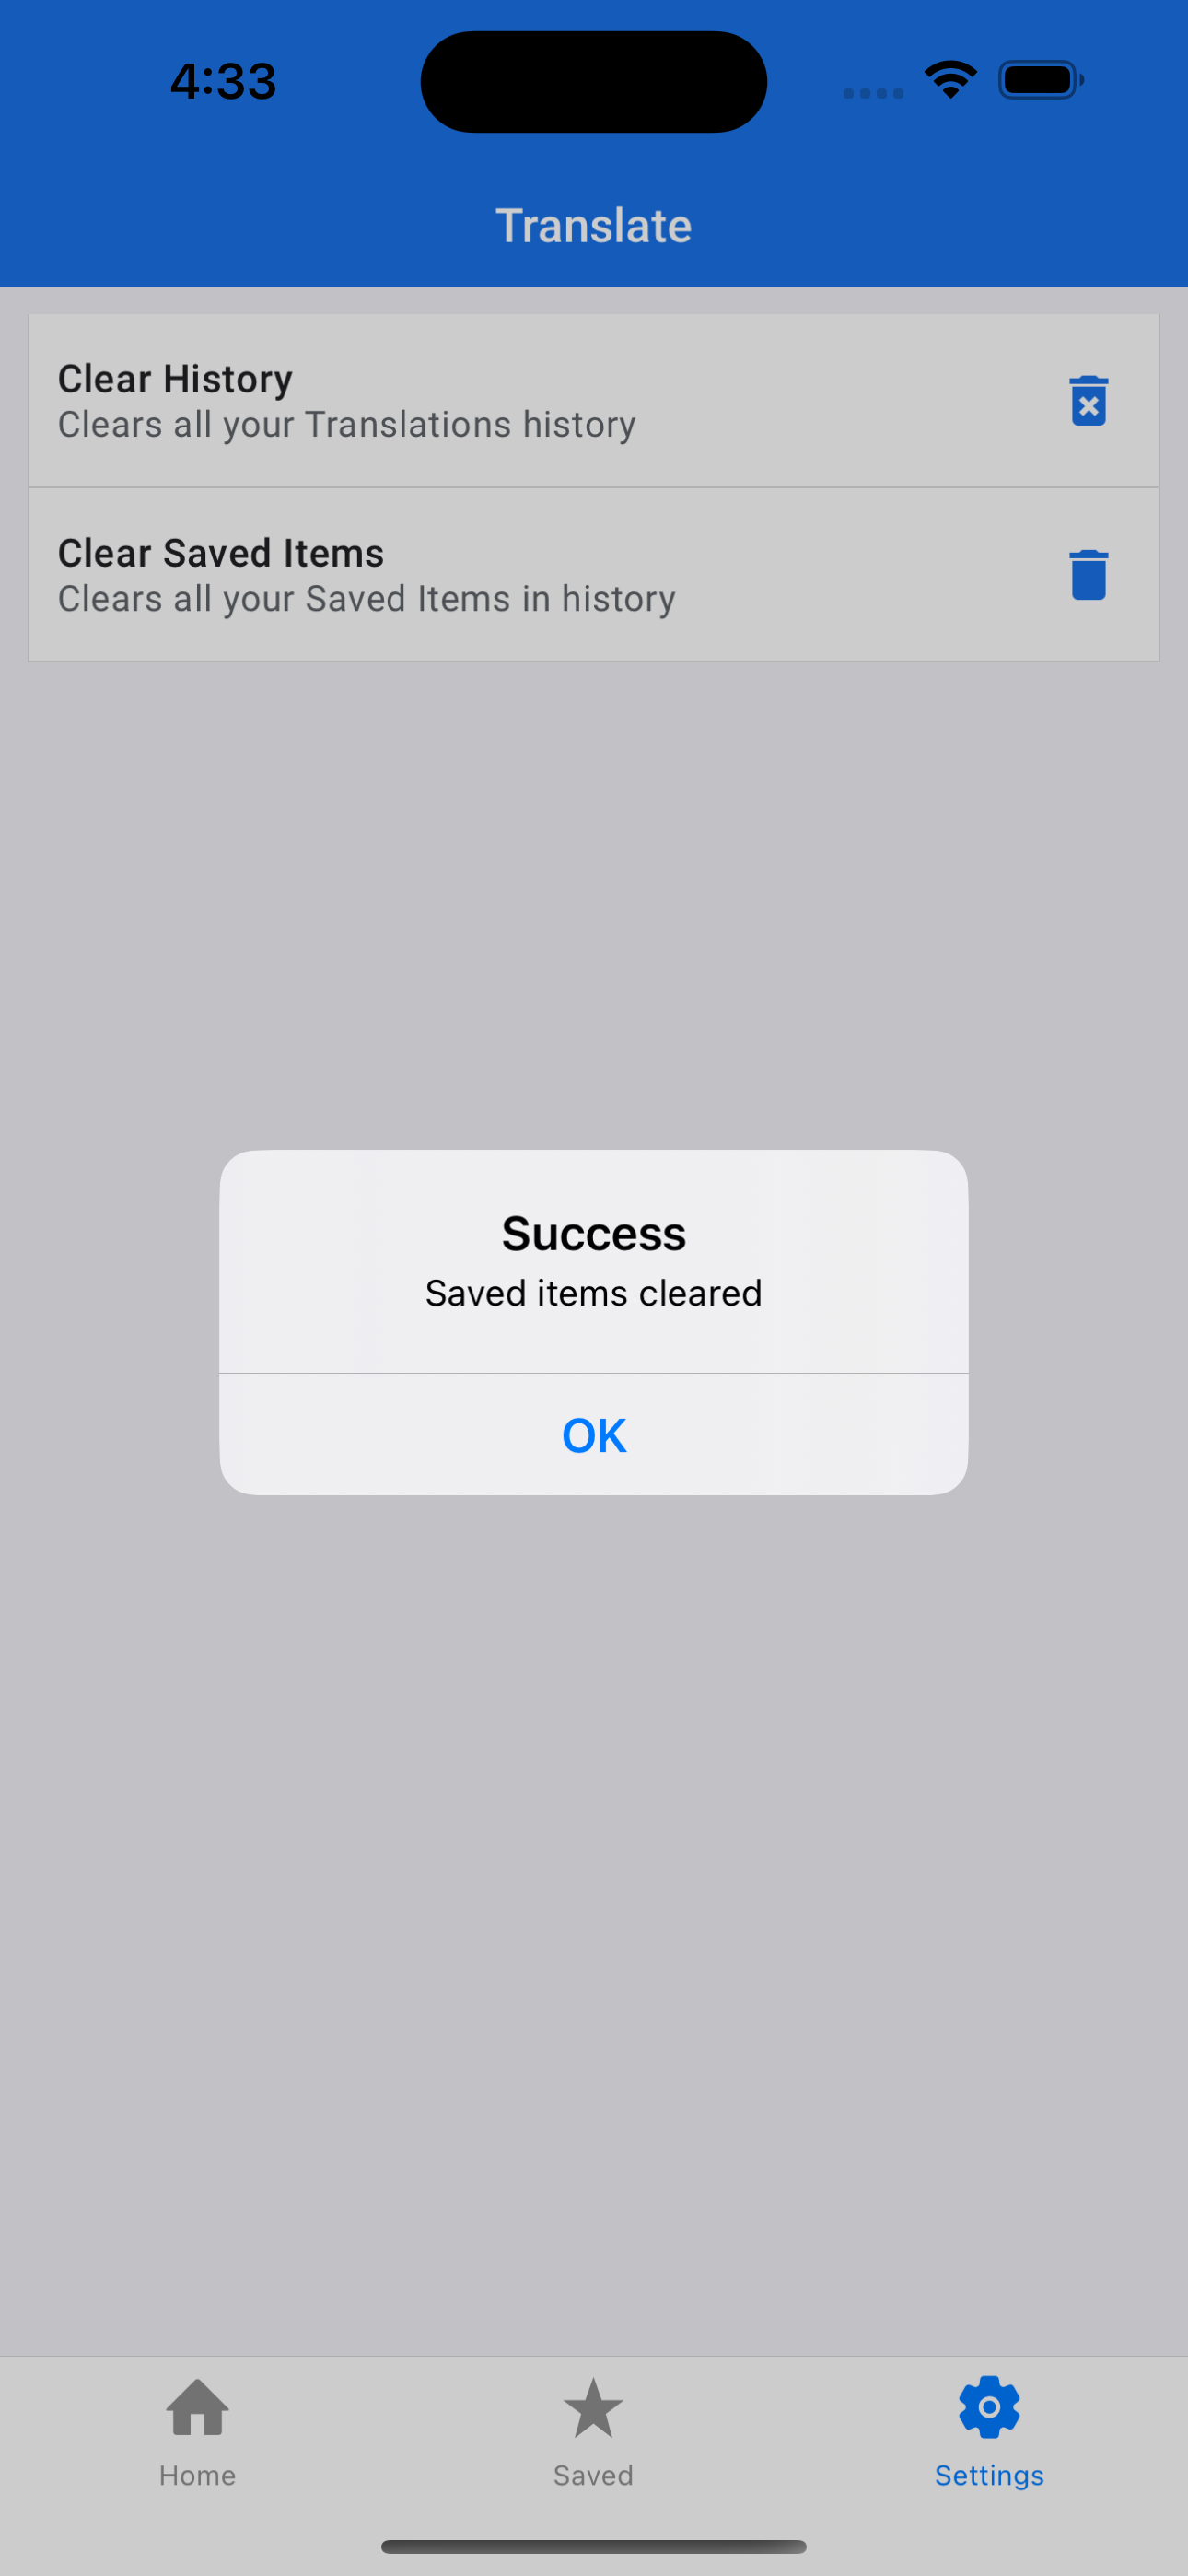 4:33
Translate
Clear History
Clears all your Translations history
Clear Saved Items
Clears all your Saved Items in history
Success
Saved items cleared
OK
Home
Saved
Settings